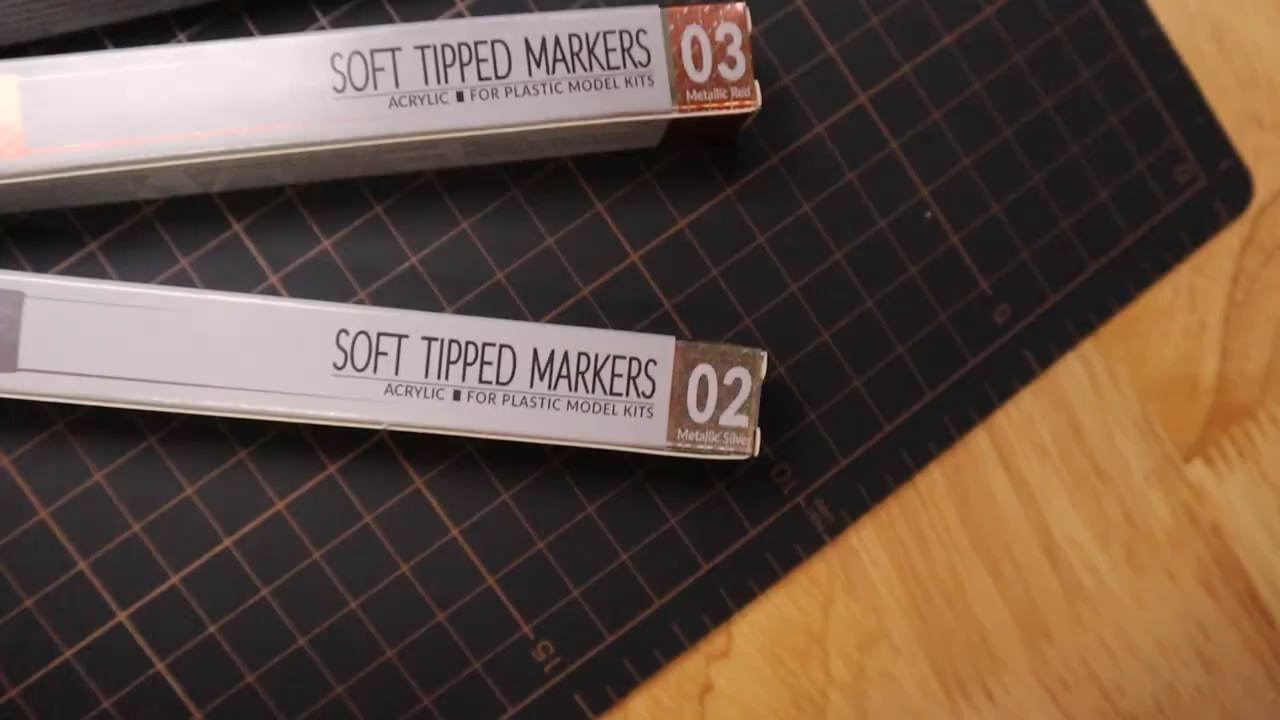 SOFT TIPPED MARKERS
ACRYLIC ■ FOR PLASTIC MODEL KITS
03
Metallic Red
SOFT TIPPED MARKERS
ACRYLIC ■ FOR PLASTIC MODEL KITS
02
Metallic Silver
0
10
15